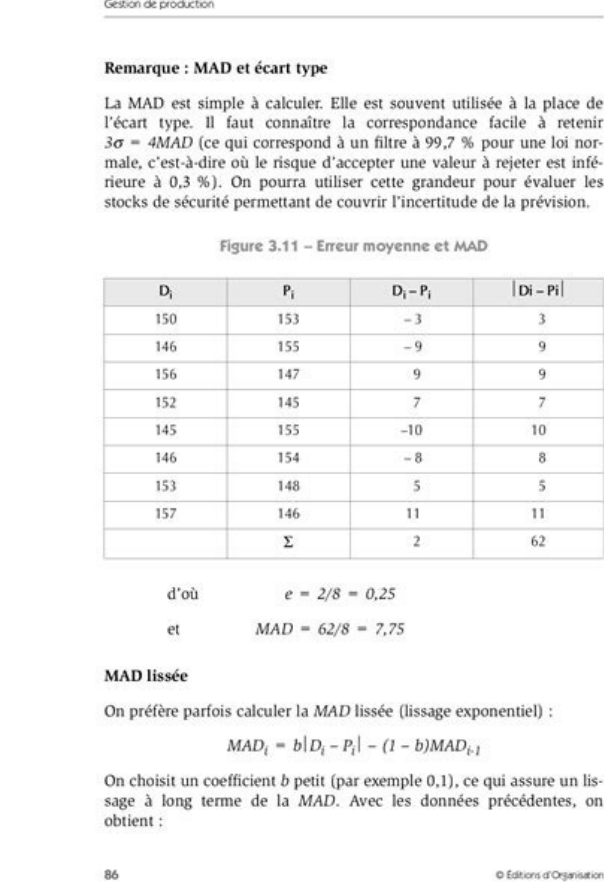 Gestion de production
Remarque : MAD et écart type
La MAD est simple à calculer. Elle est souvent utilisée à la place de
l'écart type. Il faut connaître la correspondance facile à retenir
3σ = 4MAD (ce qui correspond à un filtre à 99,7 % pour une loi nor-
male, c'est-à-dire où le risque d'accepter une valeur à rejeter est infé-
rieure à 0,3 %). On pourra utiliser cette grandeur pour évaluer les
stocks de sécurité permettant de couvrir l'incertitude de la prévision.
Figure 3.11 – Erreur moyenne et MAD
Di Pi Di – Pi |Di – Pi|
150 153 – 3 3
146 155 – 9 9
156 147 9 9
152 145 7 7
145 155 –10 10
146 154 – 8 8
153 148 5 5
157 146 11 11
Σ 2 62
d'où e = 2/8 = 0,25
et MAD = 62/8 = 7,75
MAD lissée
On préfère parfois calculer la MAD lissée (lissage exponentiel) :
MADi = b|Di – Pi| – (1 – b)MADi-1
On choisit un coefficient b petit (par exemple 0,1), ce qui assure un lis-
sage à long terme de la MAD. Avec les données précédentes, on
obtient :
86 © Éditions d'Organisation